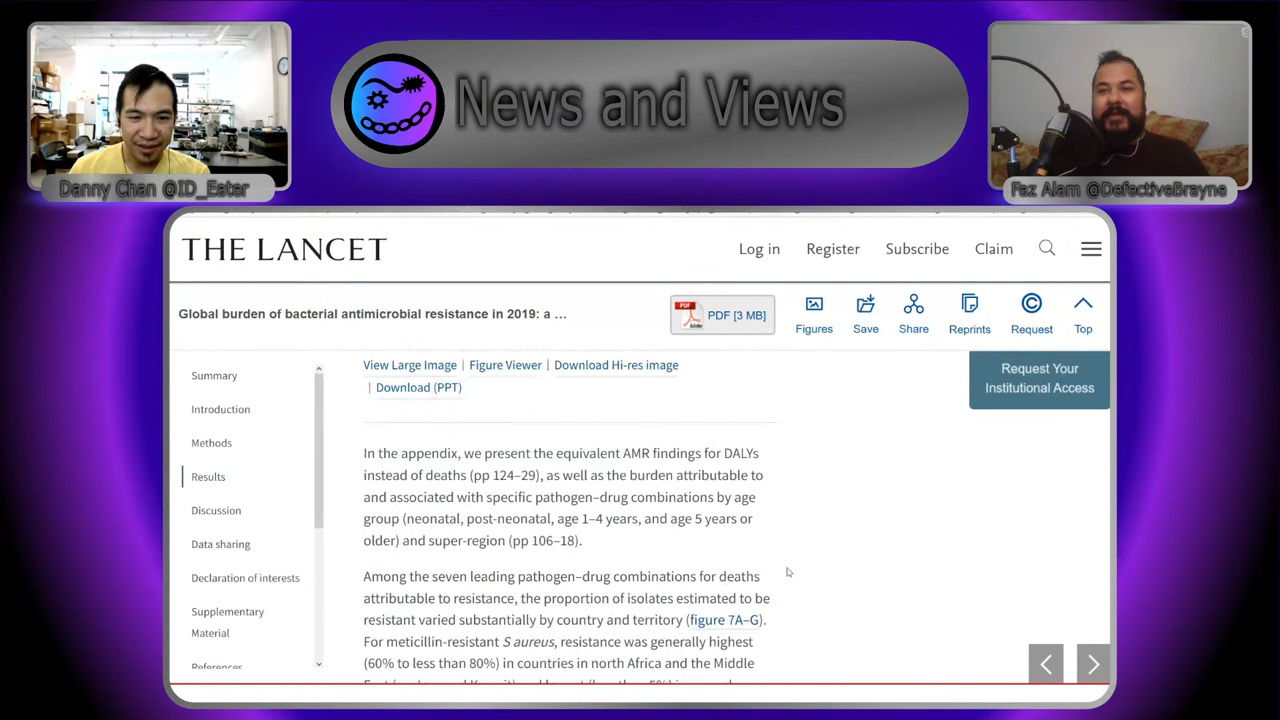 News and Views
Danny Chan @ID_Eater
Faz Alam @DefectiveBrayne
THE LANCET
Log in
Register
Subscribe
Claim
Global burden of bacterial antimicrobial resistance in 2019: a ...
PDF
PDF [3 MB]
Figures
Save
Share
Reprints
Request
Top
Summary
Introduction
Methods
Results
Discussion
Data sharing
Declaration of interests
Supplementary
Material
References
View Large Image | Figure Viewer | Download Hi-res image
| Download (PPT)
Request Your
Institutional Access
In the appendix, we present the equivalent AMR findings for DALYs
instead of deaths (pp 124–29), as well as the burden attributable to
and associated with specific pathogen–drug combinations by age
group (neonatal, post-neonatal, age 1–4 years, and age 5 years or
older) and super-region (pp 106–18).
Among the seven leading pathogen–drug combinations for deaths
attributable to resistance, the proportion of isolates estimated to be
resistant varied substantially by country and territory (figure 7A–G).
For meticillin-resistant S aureus, resistance was generally highest
(60% to less than 80%) in countries in north Africa and the Middle